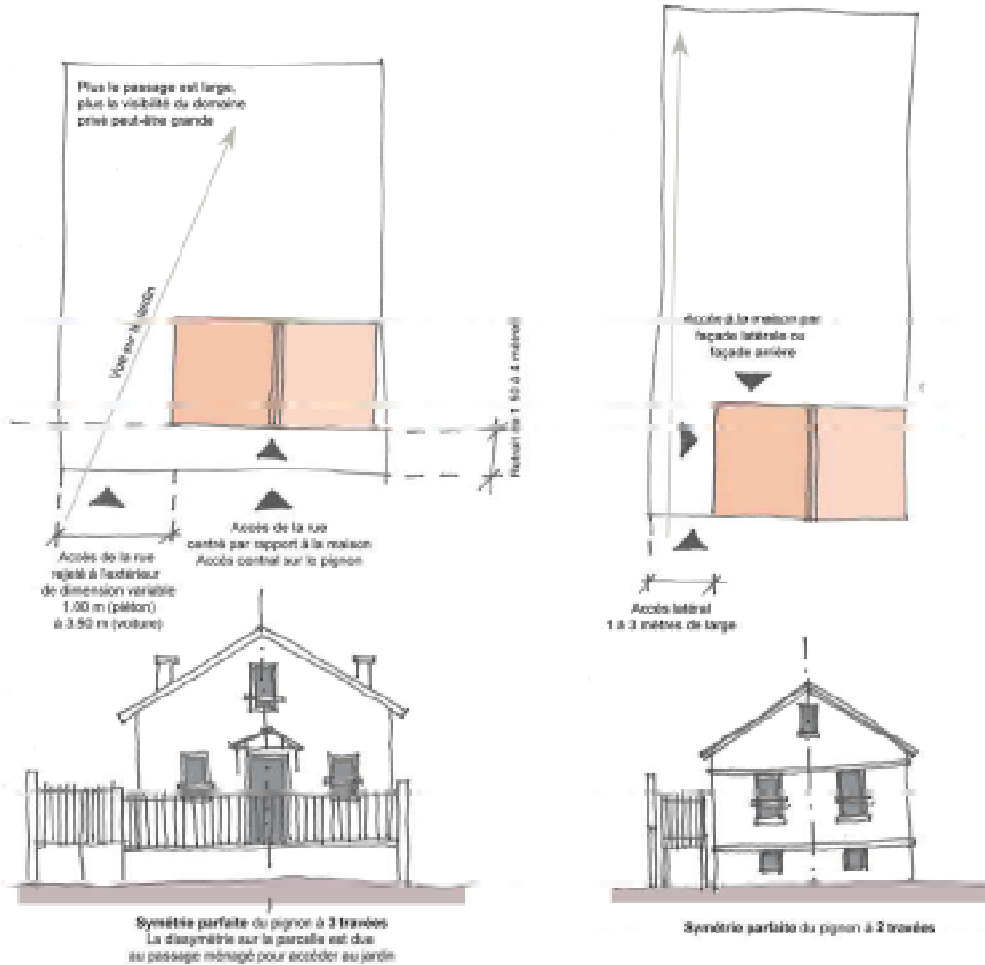 Plus le passage est large,
plus la visibilité du domaine
privé peut-être grande
Vue sur le jardin
Retrait de 1.50 à 4 mètres
Accès de la rue
centré par rapport à la maison
Accès central sur le pignon
Accès de la rue
rejeté à l'extérieur
de dimension variable
1.00 m (piéton)
à 3.50 m (voiture)
Symétrie parfaite du pignon à 3 travées
La dissymétrie sur la parcelle est due
au passage ménagé pour accéder au jardin
Accès à la maison par
façade latérale ou
façade arrière
Accès latéral
1 à 3 mètres de large
Symétrie parfaite du pignon à 2 travées